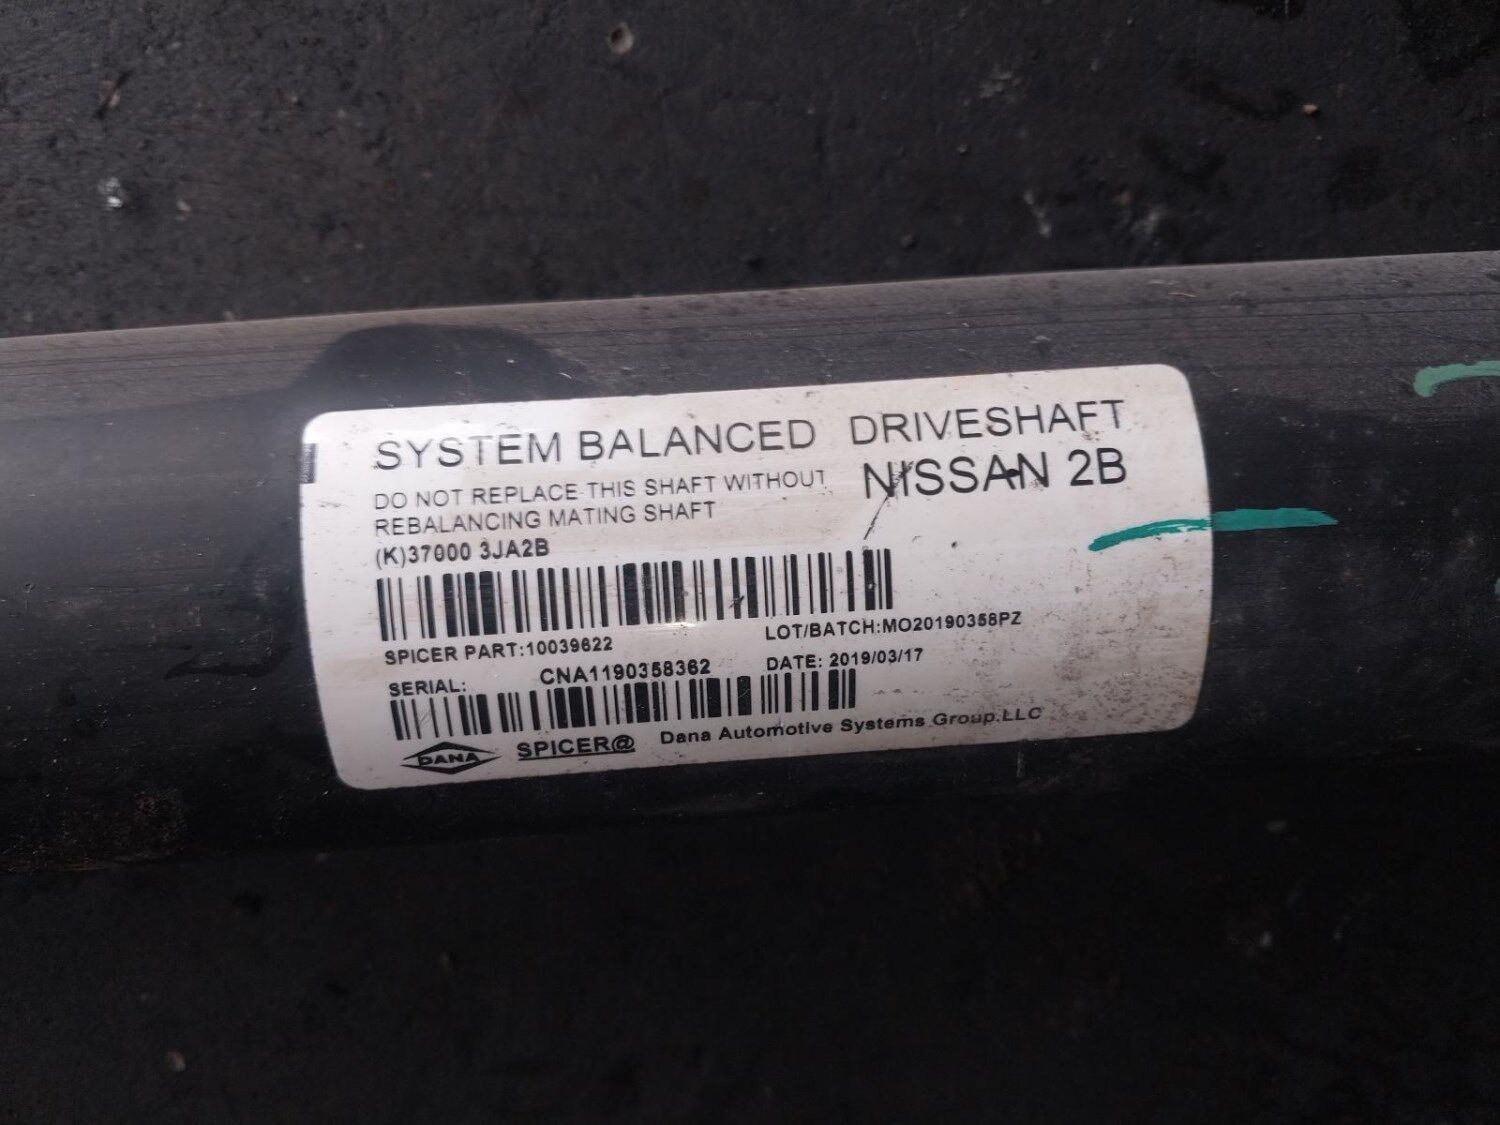 SYSTEM BALANCED DRIVESHAFT
DO NOT REPLACE THIS SHAFT WITHOUT
REBALANCING MATING SHAFT
NISSAN 2B
(K)37000 3JA2B
SPICER PART:10039622
LOT/BATCH:MO20190358PZ
SERIAL: CNA1190358362
DATE: 2019/03/17
DANA SPICER@ Dana Automotive Systems Group.LLC